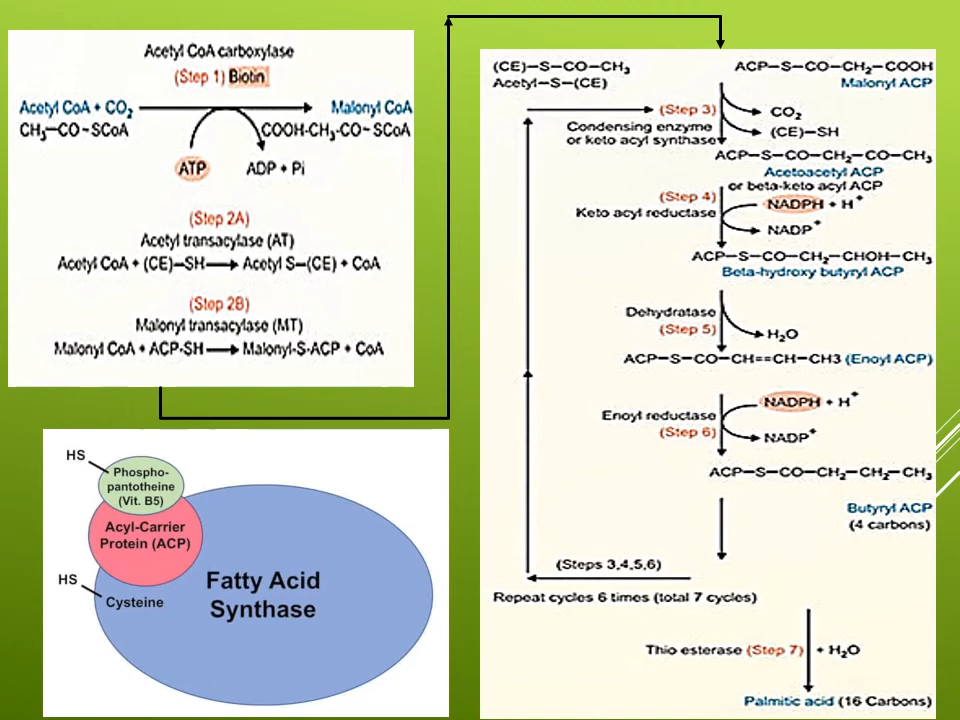 Acetyl CoA carboxylase
(Step 1) Biotin
Acetyl CoA + CO₂ Malonyl CoA
CH₃—CO ~ SCoA COOH-CH₂-CO ~ SCoA
ATP ADP + Pi
(Step 2A)
Acetyl transacylase (AT)
Acetyl CoA + (CE)—SH Acetyl S—(CE) + CoA
(Step 2B)
Malonyl transacylase (MT)
Malonyl CoA + ACP-SH Malonyl-S-ACP + CoA
HS
Phospho-
pantotheine
(Vit. B5)
Acyl-Carrier
Protein (ACP)
HS
Cysteine
Fatty Acid
Synthase
(CE)—S—CO—CH₃ ACP—S—CO—CH₂—COOH
Acetyl—S—(CE) Malonyl ACP
(Step 3) CO₂
Condensing enzyme (CE)—SH
or keto acyl synthase
ACP—S—CO—CH₂—CO—CH₃
Acetoacetyl ACP
or beta-keto acyl ACP
(Step 4) NADPH + H⁺
Keto acyl reductase
NADP⁺
ACP—S—CO—CH₂—CHOH—CH₃
Beta-hydroxy butyryl ACP
Dehydratase
(Step 5) H₂O
ACP—S—CO—CH==CH—CH3 (Enoyl ACP)
NADPH + H⁺
Enoyl reductase
(Step 6) NADP⁺
ACP—S—CO—CH₂—CH₂—CH₃
Butyryl ACP
(4 carbons)
(Steps 3,4,5,6)
Repeat cycles 6 times (total 7 cycles)
Thio esterase (Step 7) + H₂O
Palmitic acid (16 Carbons)